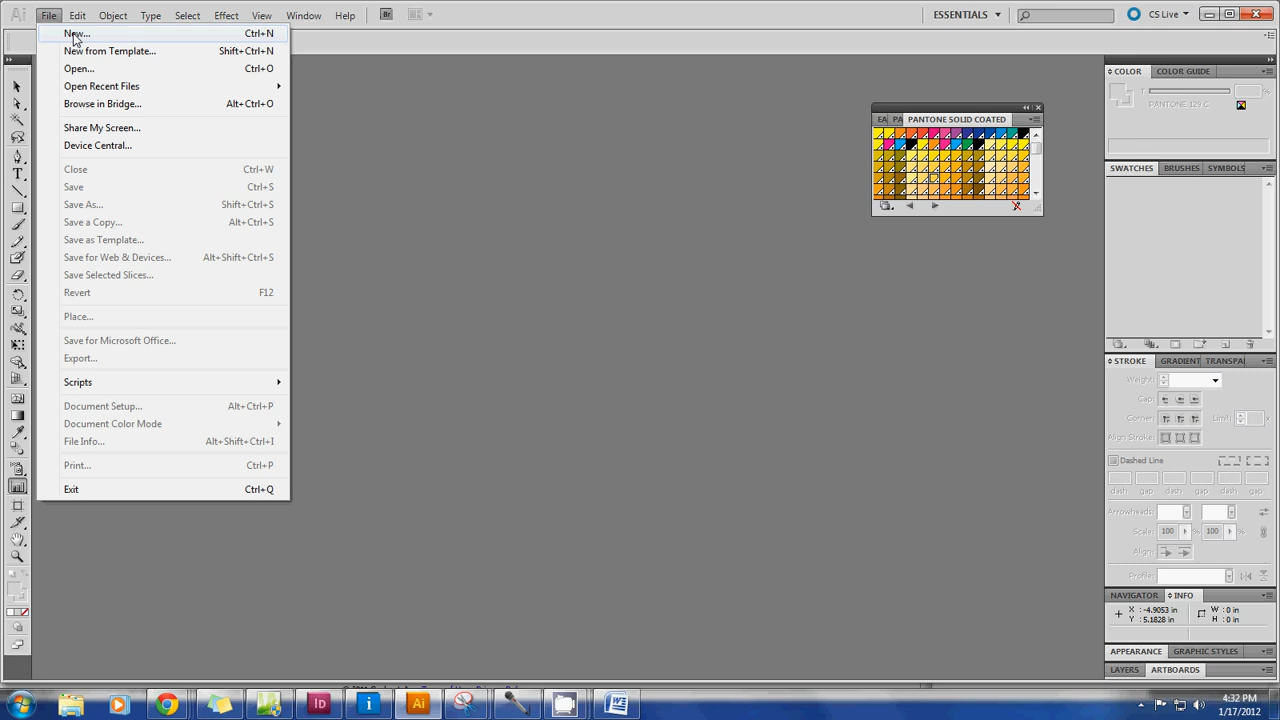 Ai File Edit Object Type Select Effect View Window Help Br ESSENTIALS CS Live
New... Ctrl+N
New from Template... Shift+Ctrl+N
Open... Ctrl+O
Open Recent Files
Browse in Bridge... Alt+Ctrl+O
Share My Screen...
Device Central...
Close Ctrl+W
Save Ctrl+S
Save As... Shift+Ctrl+S
Save a Copy... Alt+Ctrl+S
Save as Template...
Save for Web & Devices... Alt+Shift+Ctrl+S
Save Selected Slices...
Revert F12
Place...
Save for Microsoft Office...
Export...
Scripts
Document Setup... Alt+Ctrl+P
Document Color Mode
File Info... Alt+Shift+Ctrl+I
Print... Ctrl+P
Exit Ctrl+Q
EA PA PANTONE SOLID COATED
COLOR COLOR GUIDE
T %
PANTONE 129 C
SWATCHES BRUSHES SYMBOLS
STROKE GRADIENT TRANSPA
Weight:
Cap:
Corner: Limit: x
Align Stroke:
Dashed Line
dash gap dash gap dash gap
Arrowheads:
Scale: 100 % 100 %
Align:
Profile:
NAVIGATOR INFO
X : -4.9053 in W: 0 in
Y : 5.1828 in H: 0 in
APPEARANCE GRAPHIC STYLES
LAYERS ARTBOARDS
Id i Ai W
4:32 PM
1/17/2012